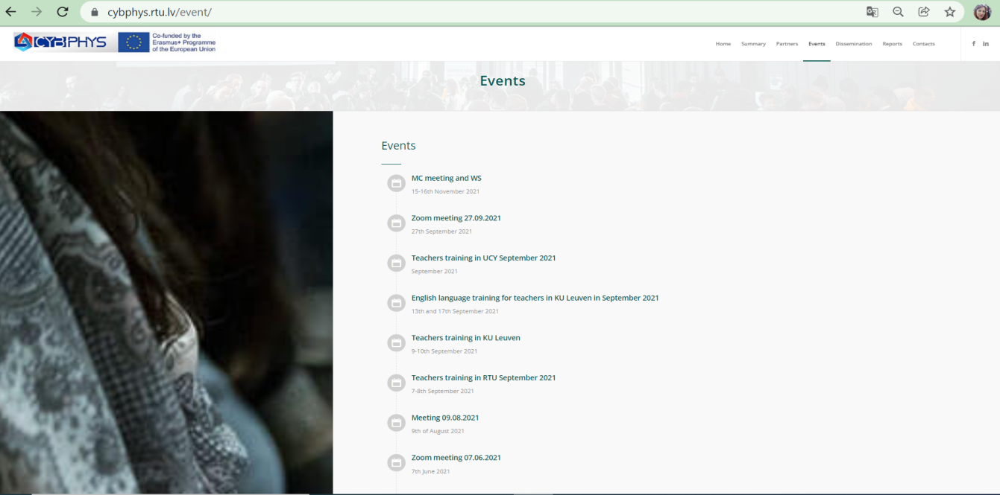 cybphys.rtu.lv/event/
CYBPHYS
Co-funded by the
Erasmus+ Programme
of the European Union
Home Summary Partners Events Dissemination Reports Contacts
Events
Events
MC meeting and WS
15-16th November 2021
Zoom meeting 27.09.2021
27th September 2021
Teachers training in UCY September 2021
September 2021
English language training for teachers in KU Leuven in September 2021
13th and 17th September 2021
Teachers training in KU Leuven
9-10th September 2021
Teachers training in RTU September 2021
7-8th September 2021
Meeting 09.08.2021
9th of August 2021
Zoom meeting 07.06.2021
7th June 2021